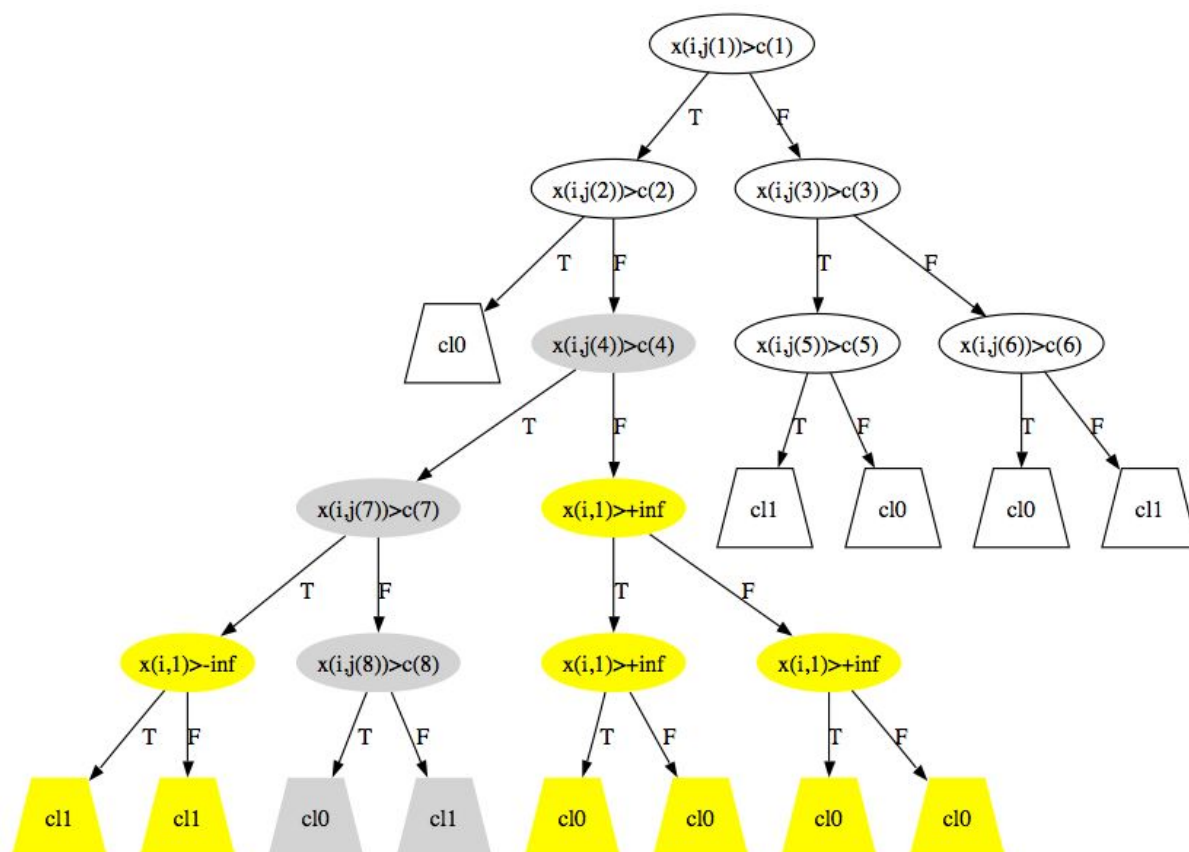 x(i,j(1))>c(1)
T
F
x(i,j(2))>c(2)
x(i,j(3))>c(3)
T
F
T
F
cl0
x(i,j(4))>c(4)
x(i,j(5))>c(5)
x(i,j(6))>c(6)
T
F
T
F
T
F
x(i,j(7))>c(7)
x(i,1)>+inf
cl1
cl0
cl0
cl1
T
F
T
F
x(i,1)>-inf
x(i,j(8))>c(8)
x(i,1)>+inf
x(i,1)>+inf
T
F
T
F
T
F
T
F
cl1
cl1
cl0
cl1
cl0
cl0
cl0
cl0